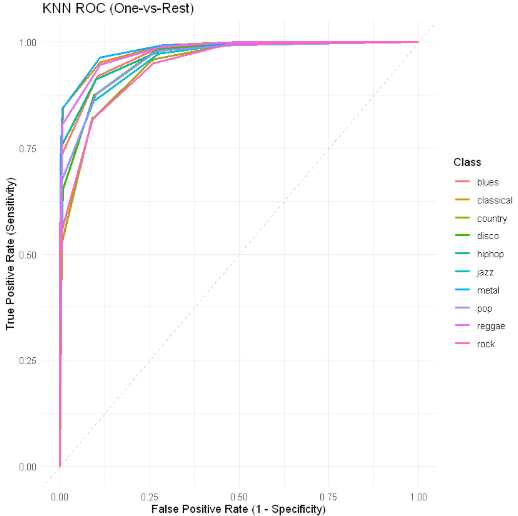 KNN ROC (One-vs-Rest)
True Positive Rate (Sensitivity)
1.00
0.75
0.50
0.25
0.00
0.00 0.25 0.50 0.75 1.00
False Positive Rate (1 - Specificity)
Class
blues
classical
country
disco
hiphop
jazz
metal
pop
reggae
rock